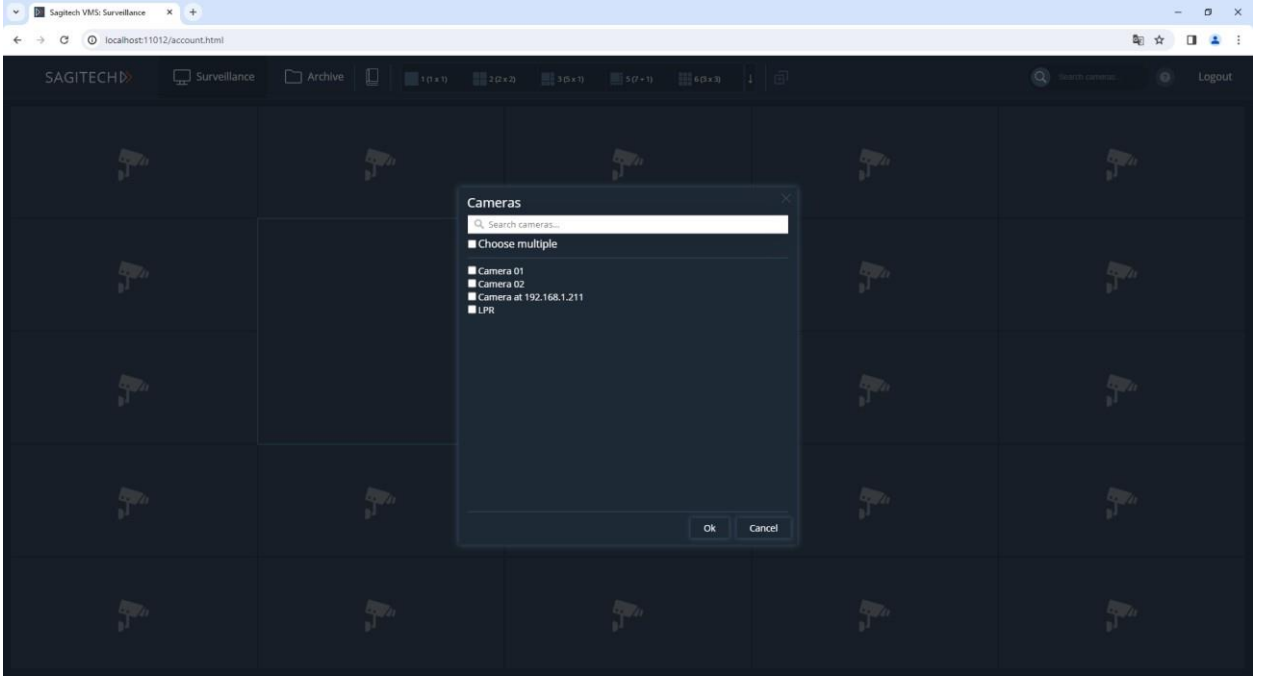 Sagitech VMS: Surveillance
localhost:11012/account.html
SAGITECH Surveillance Archive 1 (1 x 1) 2 (2 x 2) 3 (5 x 1) 5 (7 + 1) 6 (3 x 3) Search cameras... Logout
Cameras
Search cameras...
Choose multiple
Camera 01
Camera 02
Camera at 192.168.1.211
LPR
Ok Cancel